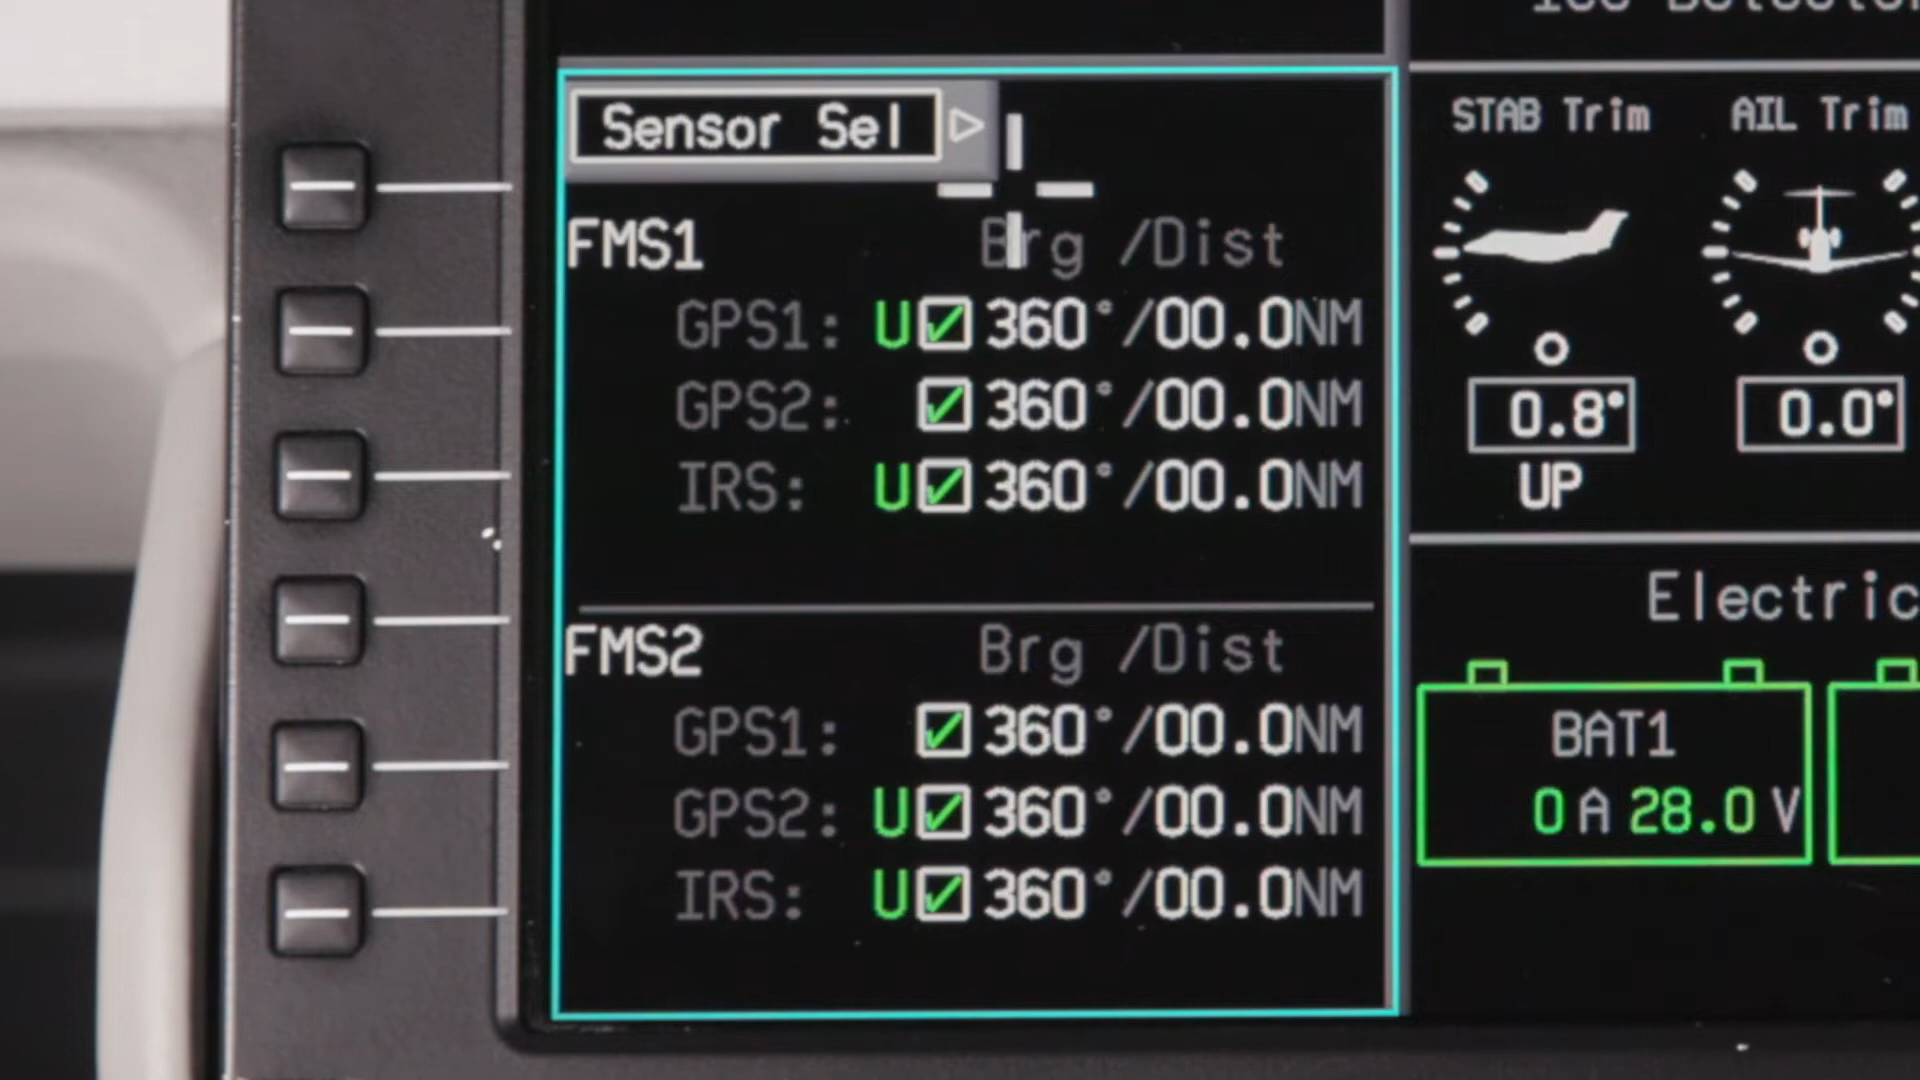 Sensor Sel
FMS1 Brg /Dist
GPS1: U 360°/00.0NM
GPS2: 360°/00.0NM
IRS: U 360°/00.0NM
FMS2 Brg /Dist
GPS1: 360°/00.0NM
GPS2: U 360°/00.0NM
IRS: U 360°/00.0NM
STAB Trim AIL Trim
0.8° 0.0°
UP
Electric
BAT1
0 A 28.0 V